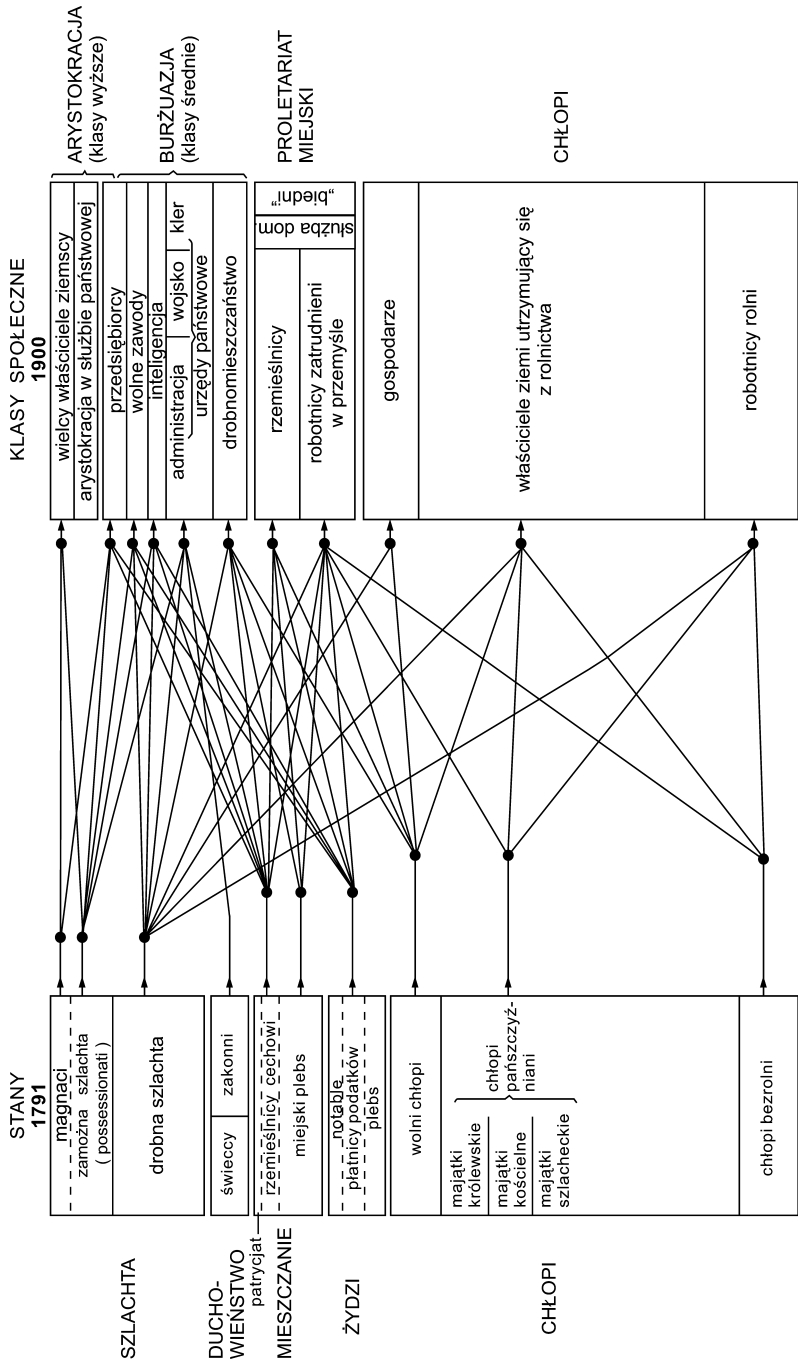 STANY
1791
SZLACHTA
magnaci
zamożna szlachta
( possessionati )
drobna szlachta
DUCHO-
WIEŃSTWO
świeccy
zakonni
patrycjat
MIESZCZANIE
rzemieślnicy cechowi
miejski plebs
ŻYDZI
notable
płatnicy podatków
plebs
CHŁOPI
wolni chłopi
majątki
królewskie
majątki
kościelne
majątki
szlacheckie
chłopi
pańszczyź-
niani
chłopi bezrolni
KLASY SPOŁECZNE
1900
wielcy właściciele ziemscy
arystokracja w służbie państwowej
ARYSTOKRACJA
(klasy wyższe)
przedsiębiorcy
wolne zawody
inteligencja
administracja
wojsko
kler
urzędy państwowe
drobnomieszczaństwo
BURŻUAZJA
(klasy średnie)
rzemieślnicy
robotnicy zatrudnieni
w przemyśle
służba dom.
„biedni”
PROLETARIAT
MIEJSKI
gospodarze
właściciele ziemi utrzymujący się
z rolnictwa
robotnicy rolni
CHŁOPI